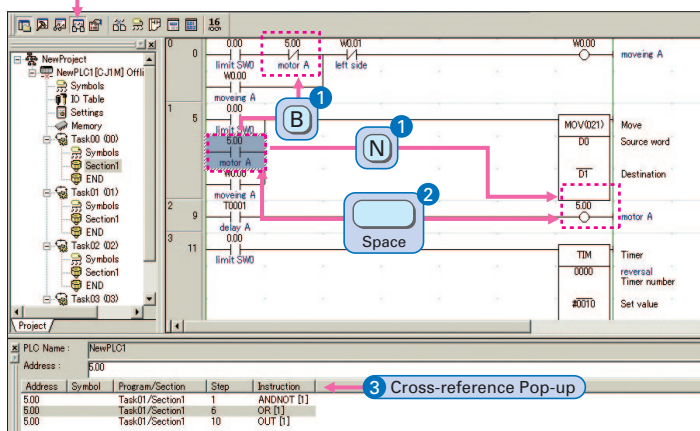 16
NewProject
NewPLC1[CJ1M] Offli
Symbols
IO Table
Settings
Memory
Task00 (00)
Symbols
Section1
END
Task01 (01)
Symbols
Section1
END
Task02 (02)
Symbols
Section1
END
Task03 (03)
Project
0
0
0.00
limit SW0
5.00
motor A
W0.01
left side
W0.00
moveing A
W0.00
moveing A
1
5
0.00
limit SW0
5.00
motor A
W0.00
moveing A
MOV(021)
Move
D0
Source word
D1
Destination
2
9
T0001
delay A
5.00
motor A
3
11
0.00
limit SW0
TIM
Timer
0000
reversal
Timer number
#0010
Set value
B
1
N
1
2
Space
PLC Name :
NewPLC1
Address :
5.00
Address Symbol Program/Section Step Instruction
3 Cross-reference Pop-up
5.00 Task01/Section1 1 ANDNOT [1]
5.00 Task01/Section1 6 OR [1]
5.00 Task01/Section1 10 OUT [1]